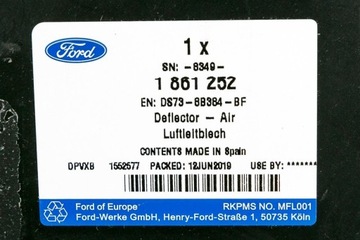 Ford
1 x
SN: -8349-
1 861 252
EN: DS73-8B384-BF
Deflector - Air
Luftleitblech
CONTENTS MADE IN Spain
OPVXB 1552577 PACKED: 12JUN2019 USE BY: *******
Ford of Europe RKPMS NO. MFL001
Ford-Werke GmbH, Henry-Ford-Straße 1, 50735 Köln